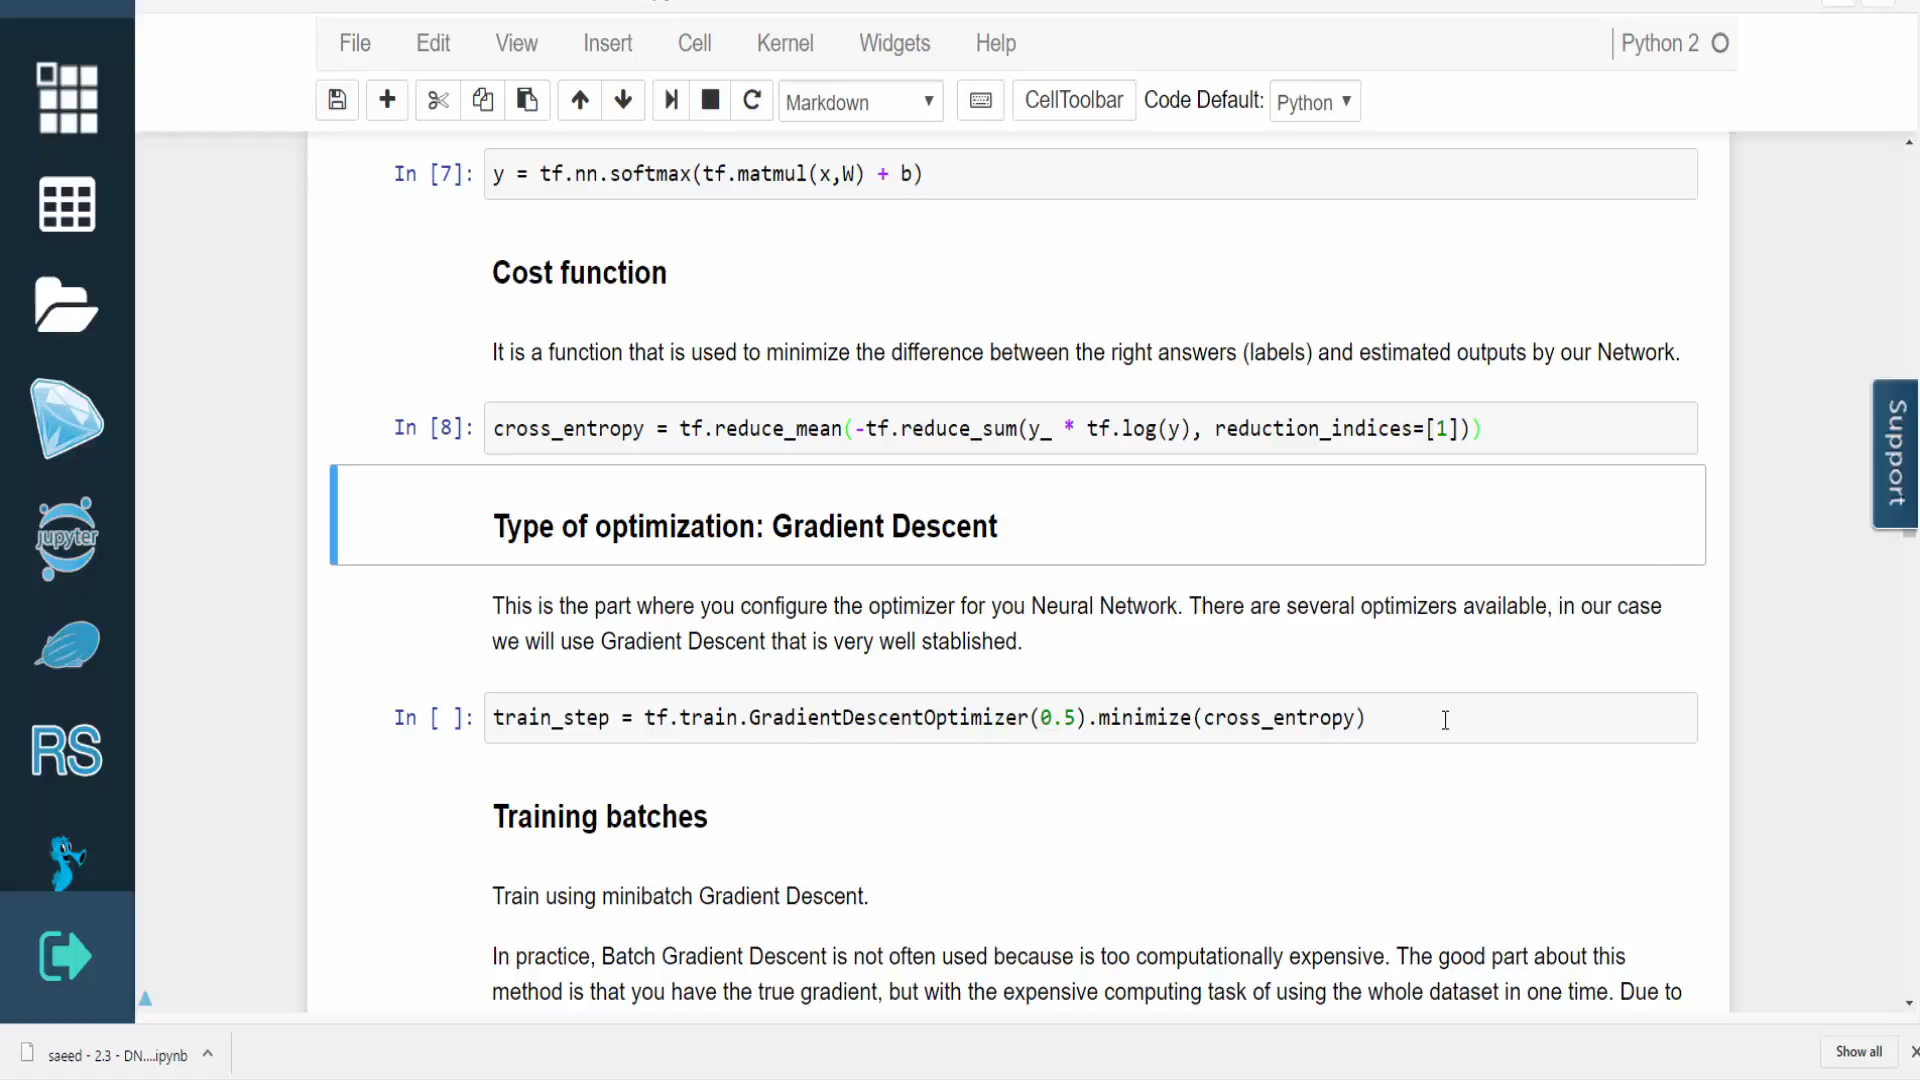 File Edit View Insert Cell Kernel Widgets Help Python 2
Markdown CellToolbar Code Default: Python
In [7]: y = tf.nn.softmax(tf.matmul(x,W) + b)
Cost function
It is a function that is used to minimize the difference between the right answers (labels) and estimated outputs by our Network.
In [8]: cross_entropy = tf.reduce_mean(-tf.reduce_sum(y_ * tf.log(y), reduction_indices=[1]))
Type of optimization: Gradient Descent
This is the part where you configure the optimizer for you Neural Network. There are several optimizers available, in our case
we will use Gradient Descent that is very well stablished.
In [ ]: train_step = tf.train.GradientDescentOptimizer(0.5).minimize(cross_entropy)
Training batches
Train using minibatch Gradient Descent.
In practice, Batch Gradient Descent is not often used because is too computationally expensive. The good part about this
method is that you have the true gradient, but with the expensive computing task of using the whole dataset in one time. Due to
jupyter
RS
Support
saeed - 2.3 - DN....ipynb
Show all